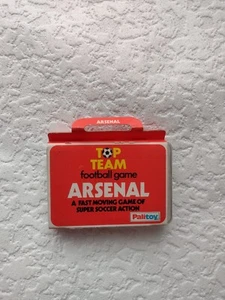 ARSENAL
TOP
TEAM
football game
ARSENAL
A FAST MOVING GAME OF
SUPER SOCCER ACTION
Palitoy